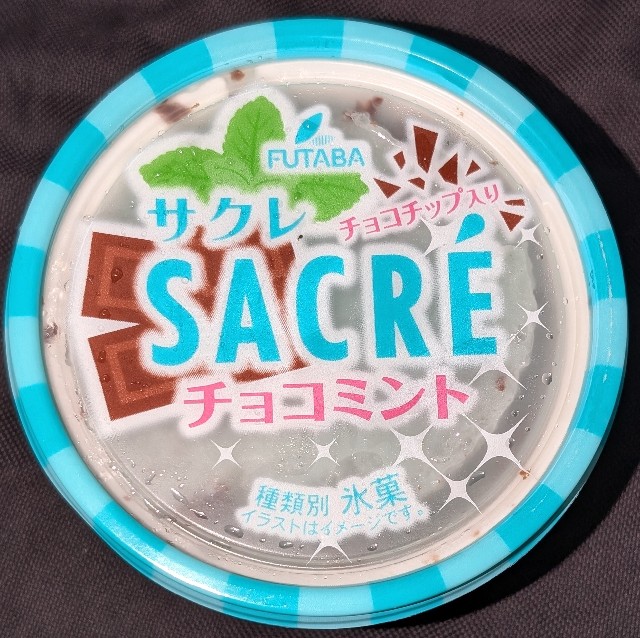 FUTABA
サクレ
チョコチップ入り
SACRÉ
チョコミント
種類別 氷菓
イラストはイメージです。